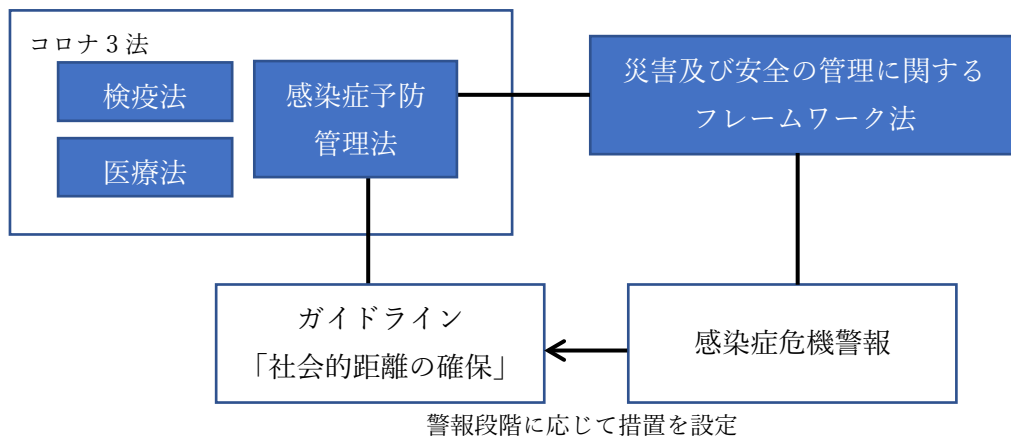 コロナ３法
検疫法
医療法
感染症予防
管理法
災害及び安全の管理に関する
フレームワーク法
ガイドライン
「社会的距離の確保」
感染症危機警報
警報段階に応じて措置を設定